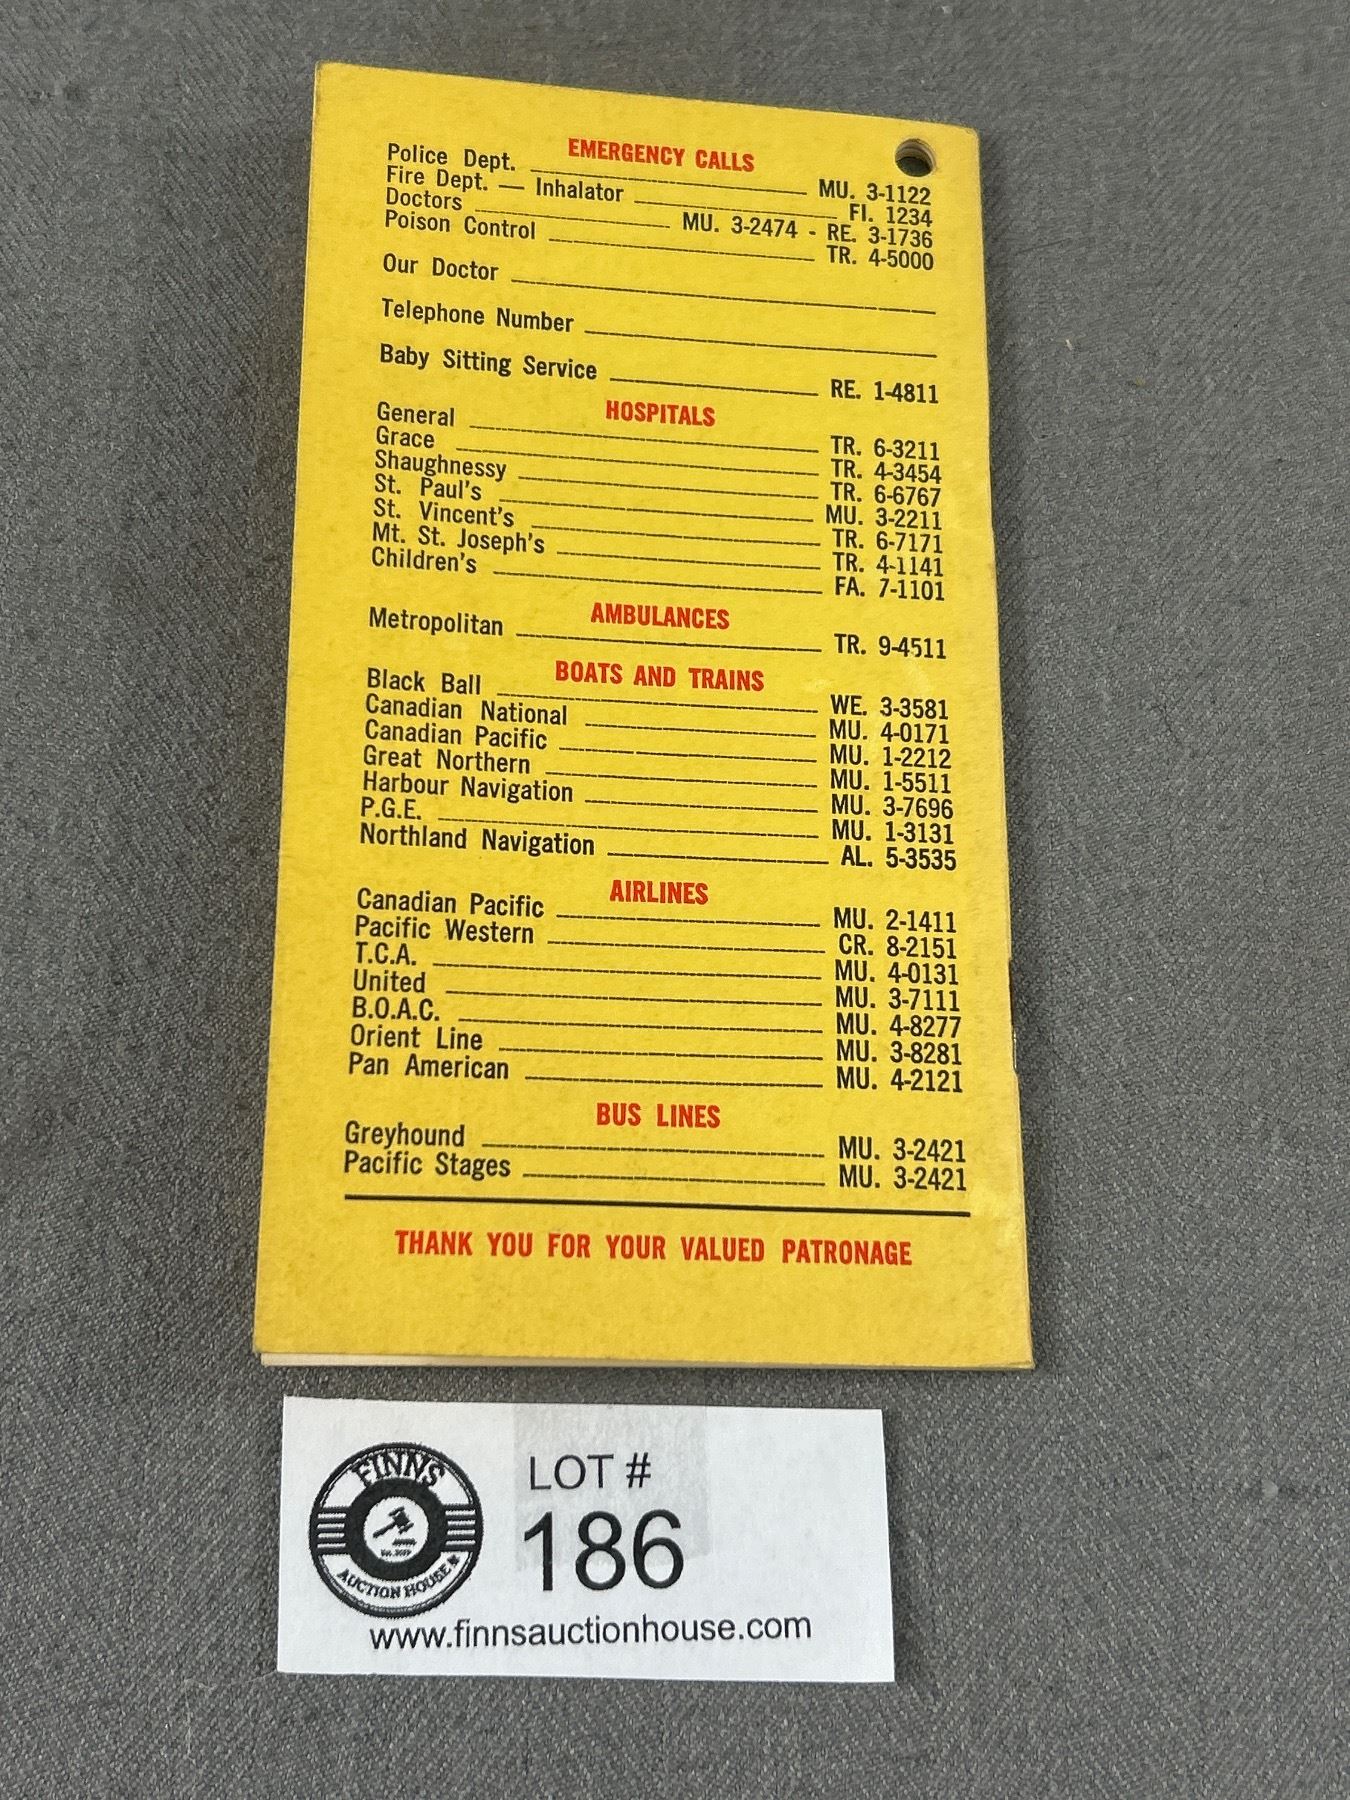 EMERGENCY CALLS
Police Dept. MU. 3-1122
Fire Dept. — Inhalator FI. 1234
Doctors MU. 3-2474 - RE. 3-1736
Poison Control TR. 4-5000
Our Doctor
Telephone Number
Baby Sitting Service RE. 1-4811
HOSPITALS
General TR. 6-3211
Grace TR. 4-3454
Shaughnessy TR. 6-6767
St. Paul's MU. 3-2211
St. Vincent's TR. 6-7171
Mt. St. Joseph's TR. 4-1141
Children's FA. 7-1101
AMBULANCES
Metropolitan TR. 9-4511
BOATS AND TRAINS
Black Ball WE. 3-3581
Canadian National MU. 4-0171
Canadian Pacific MU. 1-2212
Great Northern MU. 1-5511
Harbour Navigation MU. 3-7696
P.G.E. MU. 1-3131
Northland Navigation AL. 5-3535
AIRLINES
Canadian Pacific MU. 2-1411
Pacific Western CR. 8-2151
T.C.A. MU. 4-0131
United MU. 3-7111
B.O.A.C. MU. 4-8277
Orient Line MU. 3-8281
Pan American MU. 4-2121
BUS LINES
Greyhound MU. 3-2421
Pacific Stages MU. 3-2421
THANK YOU FOR YOUR VALUED PATRONAGE
FINNS
AUCTION HOUSE
LOT #
186
www.finnsauctionhouse.com